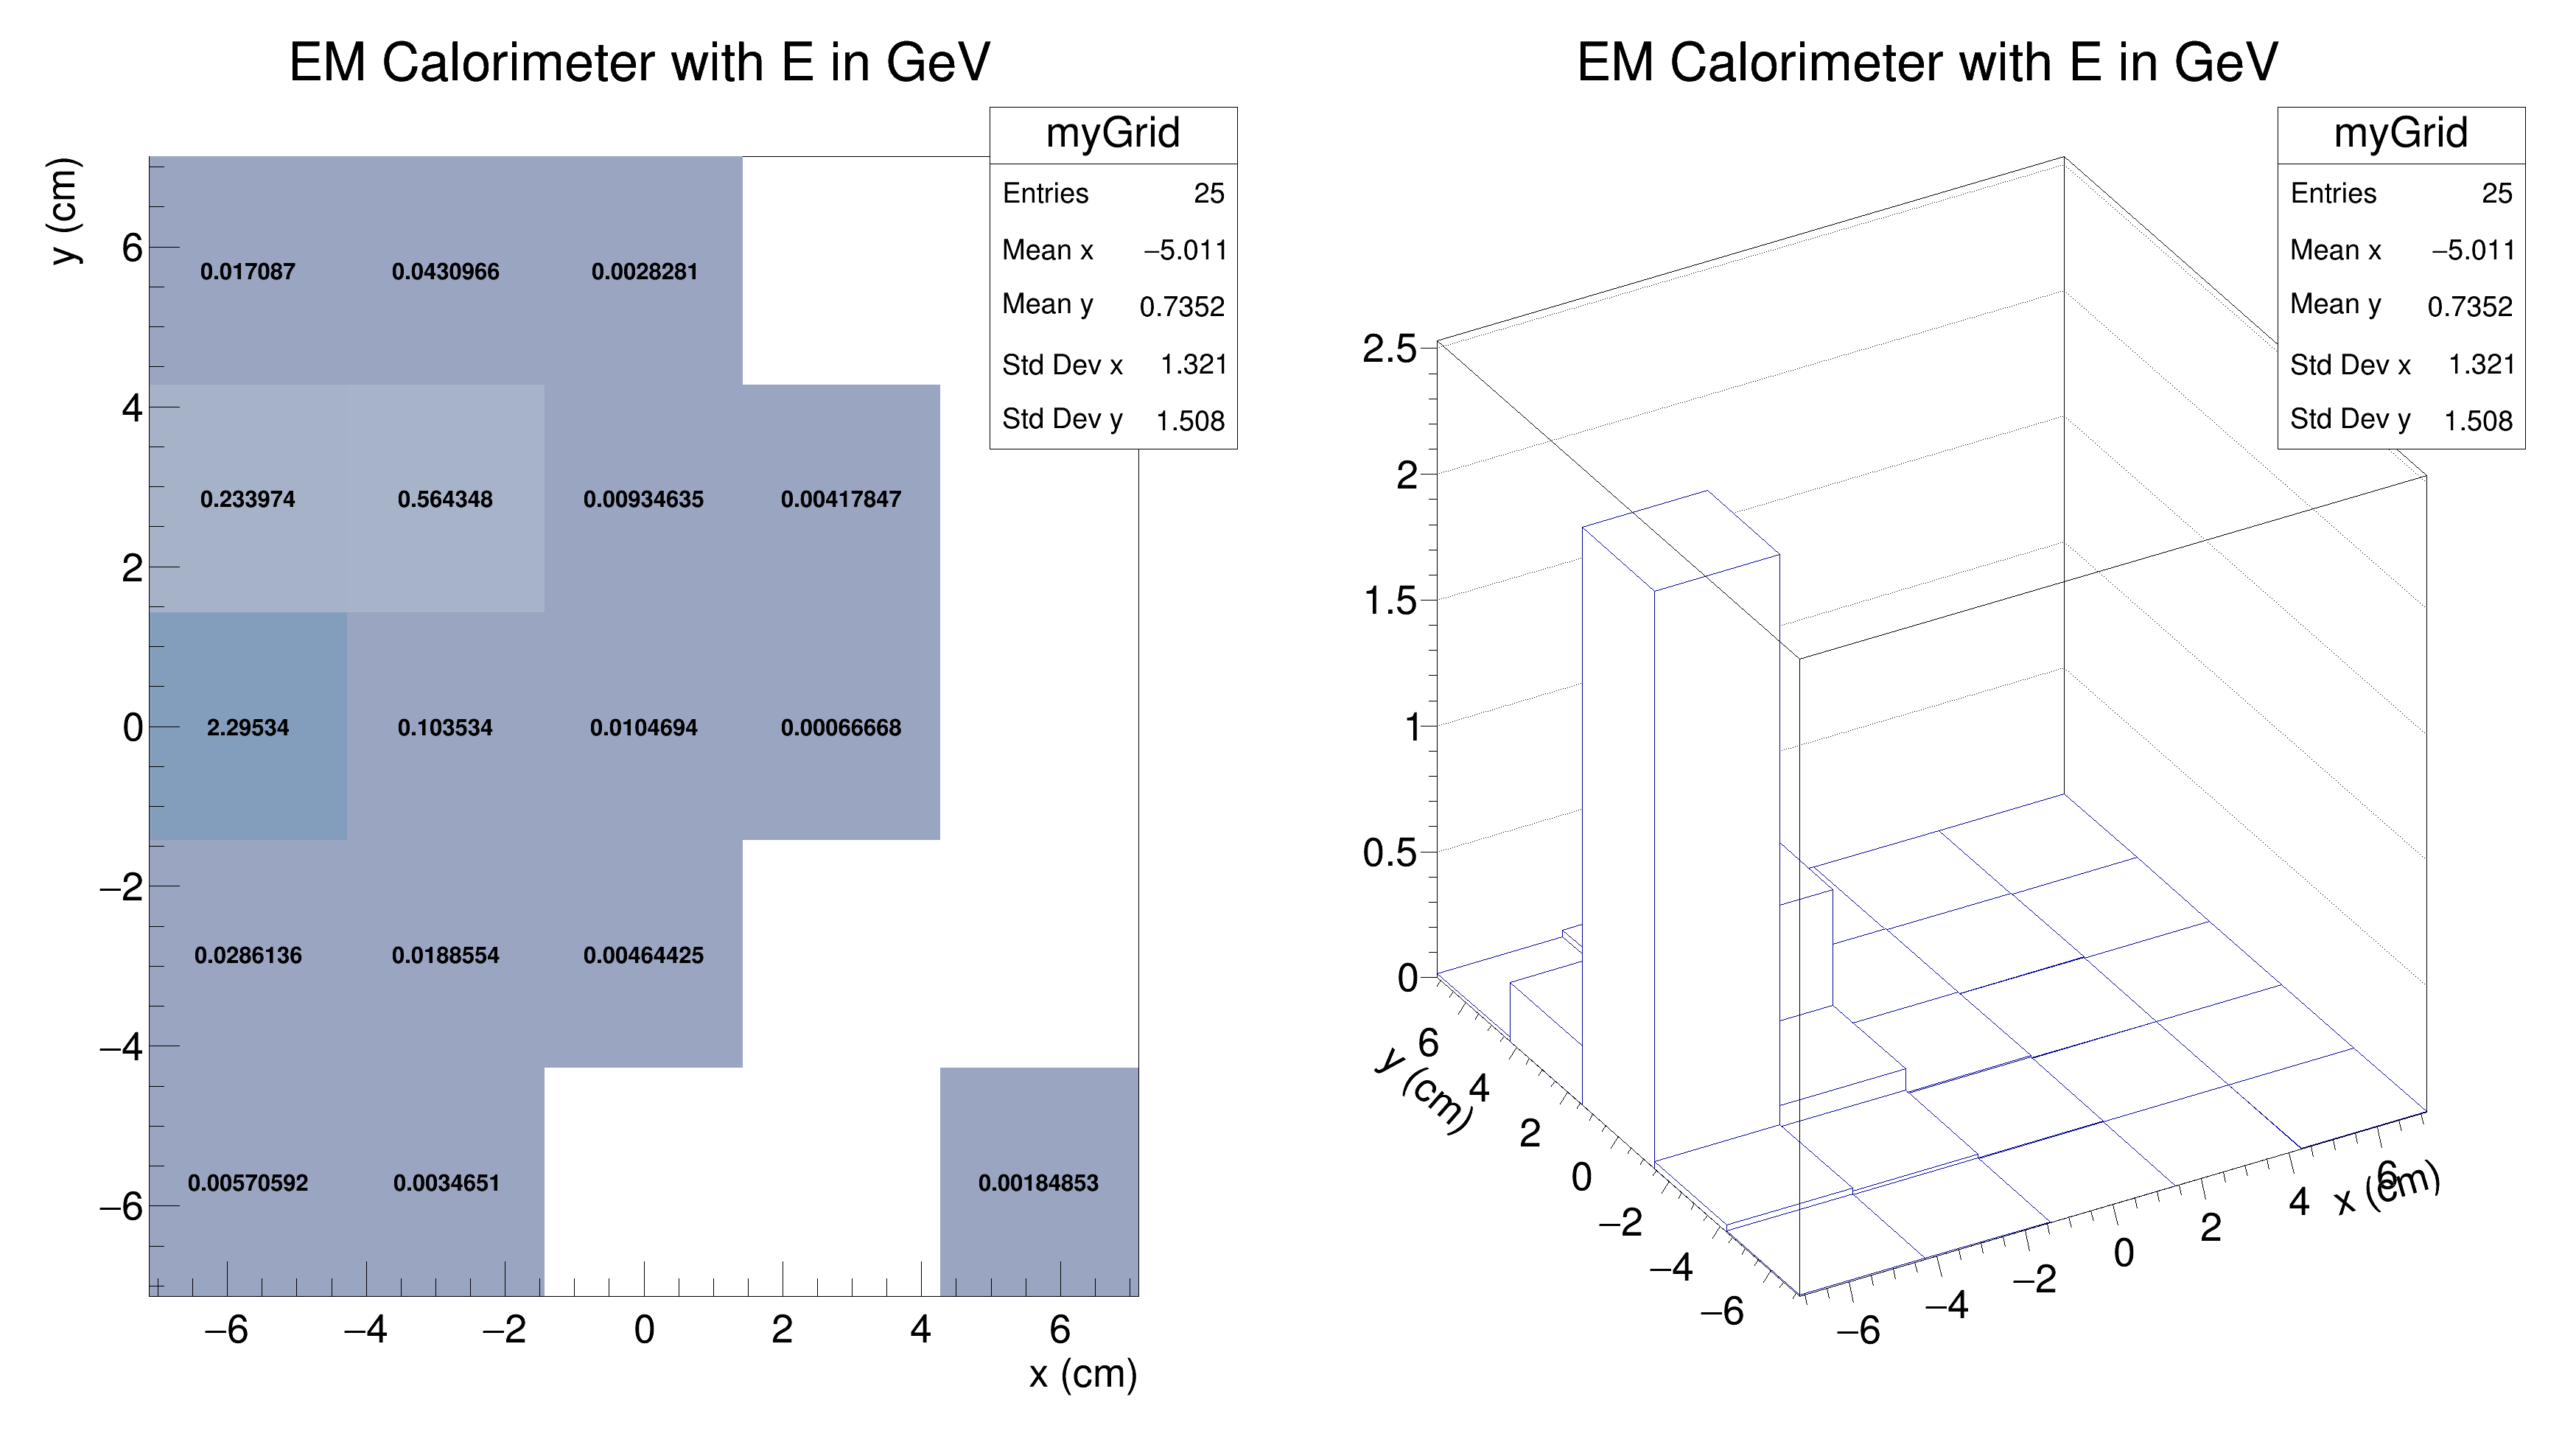 EM Calorimeter with E in GeV
myGrid
Entries 25
Mean x −5.011
Mean y 0.7352
Std Dev x 1.321
Std Dev y 1.508
y (cm)
6
4
2
0
−2
−4
−6
0.017087 0.0430966 0.0028281
0.233974 0.564348 0.00934635 0.00417847
2.29534 0.103534 0.0104694 0.00066668
0.0286136 0.0188554 0.00464425
0.00570592 0.0034651 0.00184853
−6 −4 −2 0 2 4 6
x (cm)
EM Calorimeter with E in GeV
myGrid
Entries 25
Mean x −5.011
Mean y 0.7352
Std Dev x 1.321
Std Dev y 1.508
2.5
2
1.5
1
0.5
0
y (cm)
6
4
2
0
−2
−4
−6
−6 −4 −2 0 2 4 6
x (cm)